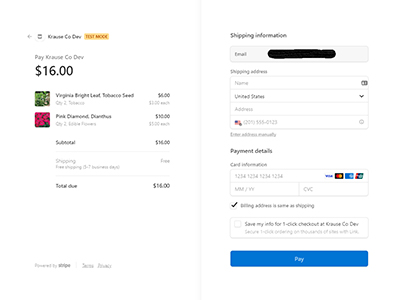 Krause Co Dev TEST MODE
Pay Krause Co Dev
$16.00
Virginia Bright Leaf, Tobacco Seed $6.00
Qty 2, Tobacco $3.00 each
Pink Diamond, Dianthus $10.00
Qty 2, Edible Flowers $5.00 each
Subtotal $16.00
Shipping Free
Free shipping (5-7 business days)
Total due $16.00
Powered by stripe Terms Privacy
Shipping information
Email
Shipping address
Name
United States
Address
(201) 555-0123
Enter address manually
Payment details
Card information
1234 1234 1234 1234 VISA
MM / YY CVC
Billing address is same as shipping
Save my info for 1-click checkout at Krause Co Dev
Secure 1-click ordering on thousands of sites with Link.
Pay